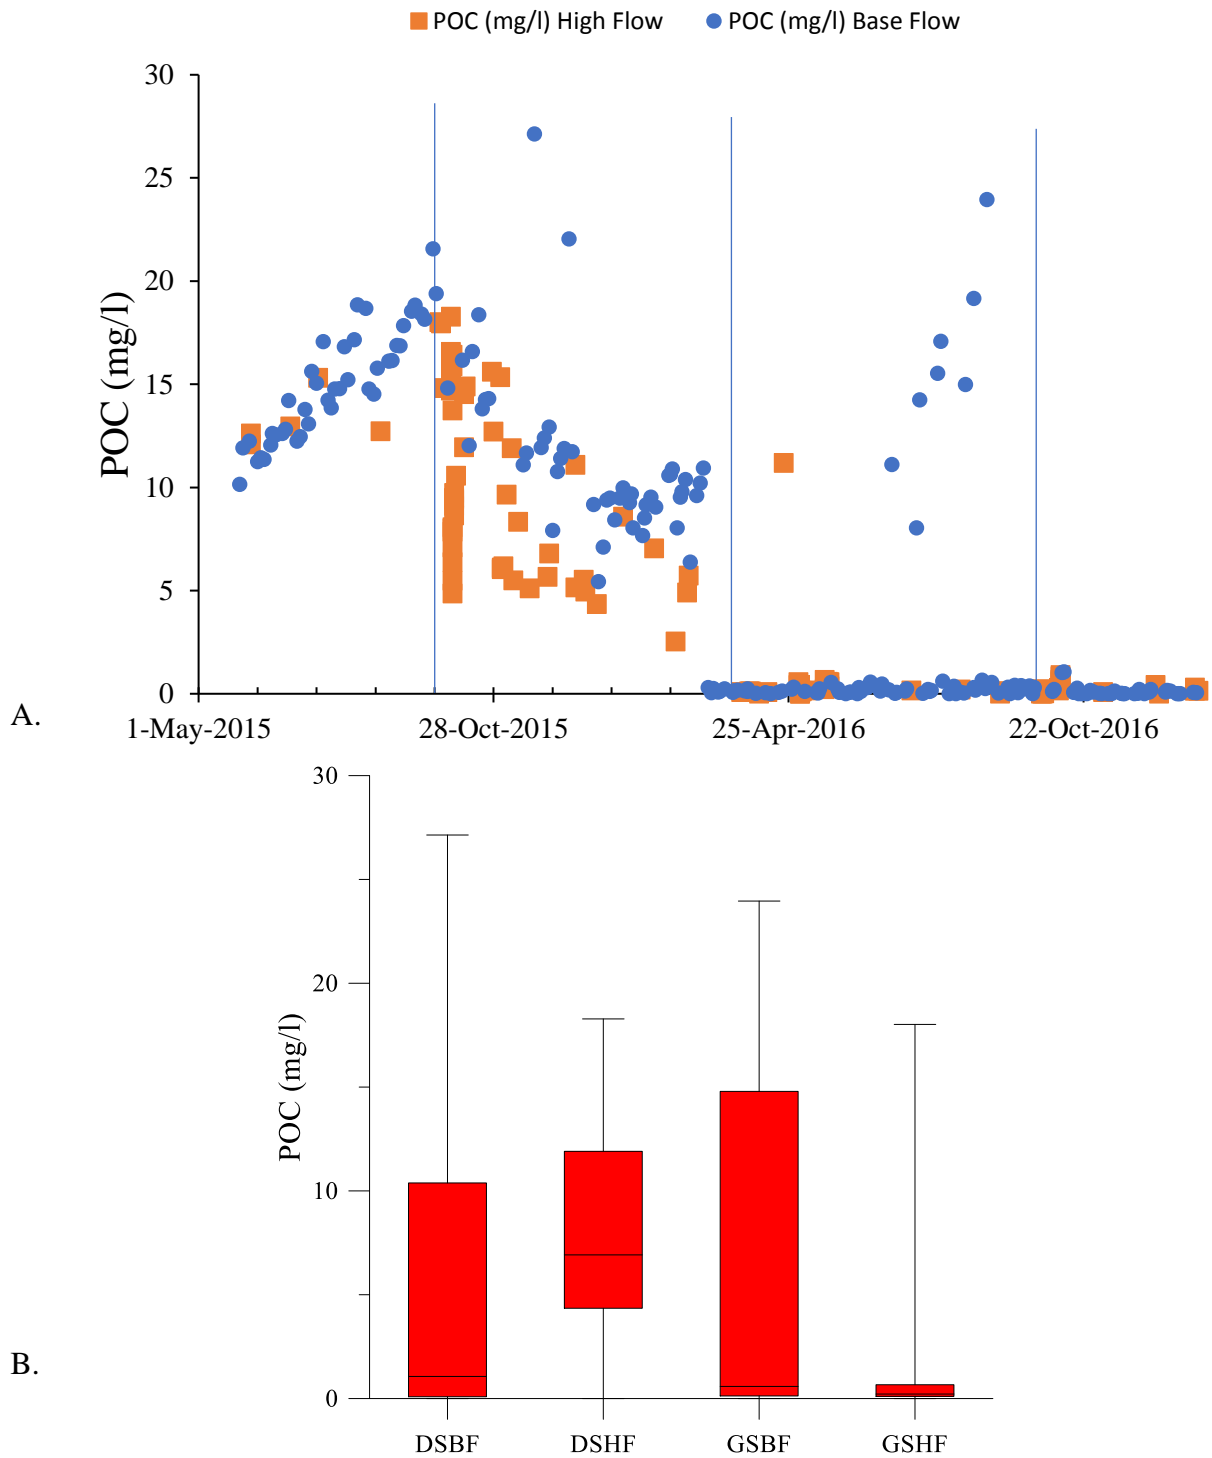 POC (mg/l) High Flow POC (mg/l) Base Flow
30
25
20
15
10
5
0
POC (mg/l)
A.
1-May-2015 28-Oct-2015 25-Apr-2016 22-Oct-2016
30
20
10
0
POC (mg/l)
B.
DSBF DSHF GSBF GSHF